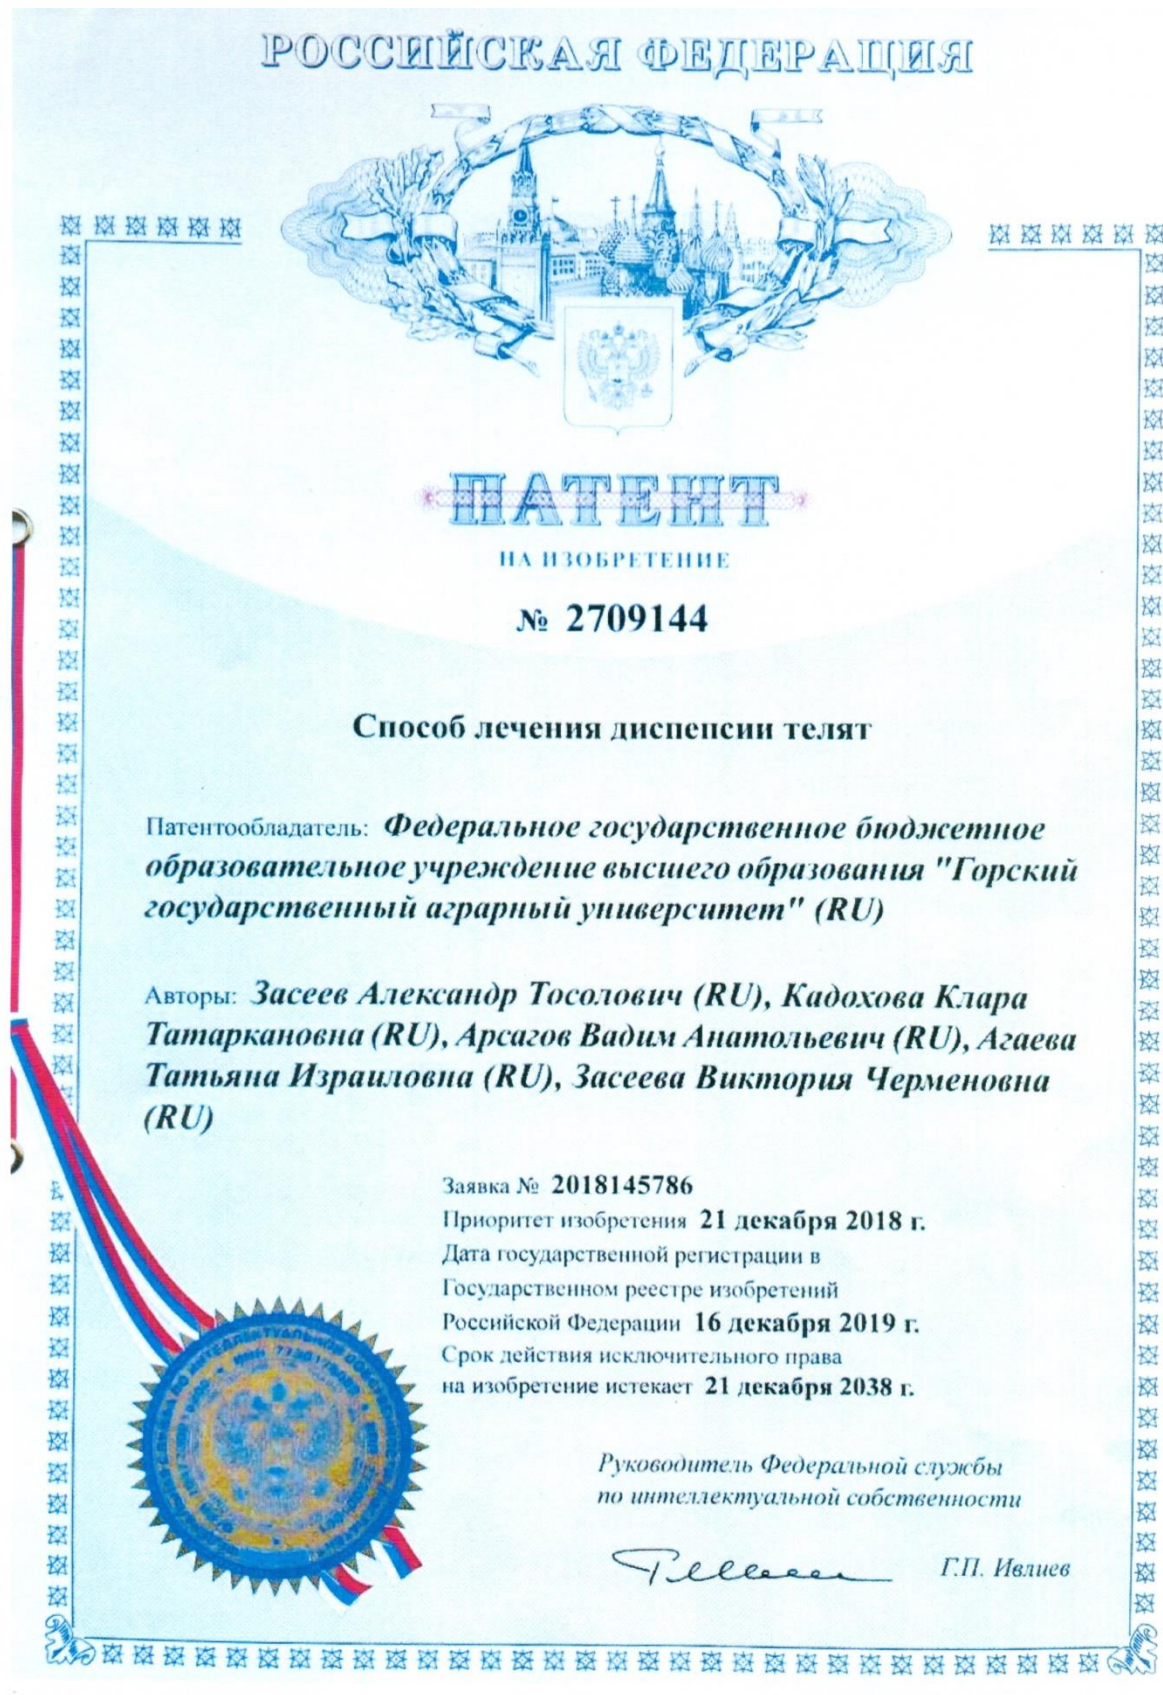 РОССИЙСКАЯ ФЕДЕРАЦИЯ
ПАТЕНТ
НА ИЗОБРЕТЕНИЕ
№ 2709144
Способ лечения диспепсии телят
Патентообладатель: Федеральное государственное бюджетное
образовательное учреждение высшего образования "Горский
государственный аграрный университет" (RU)
Авторы: Засеев Александр Тосолович (RU), Кадохова Клара
Татаркановна (RU), Арсагов Вадим Анатольевич (RU), Агаева
Татьяна Израиловна (RU), Засеева Виктория Черменовна
(RU)
Заявка № 2018145786
Приоритет изобретения 21 декабря 2018 г.
Дата государственной регистрации в
Государственном реестре изобретений
Российской Федерации 16 декабря 2019 г.
Срок действия исключительного права
на изобретение истекает 21 декабря 2038 г.
Руководитель Федеральной службы
по интеллектуальной собственности
Г.П. Ивлиев